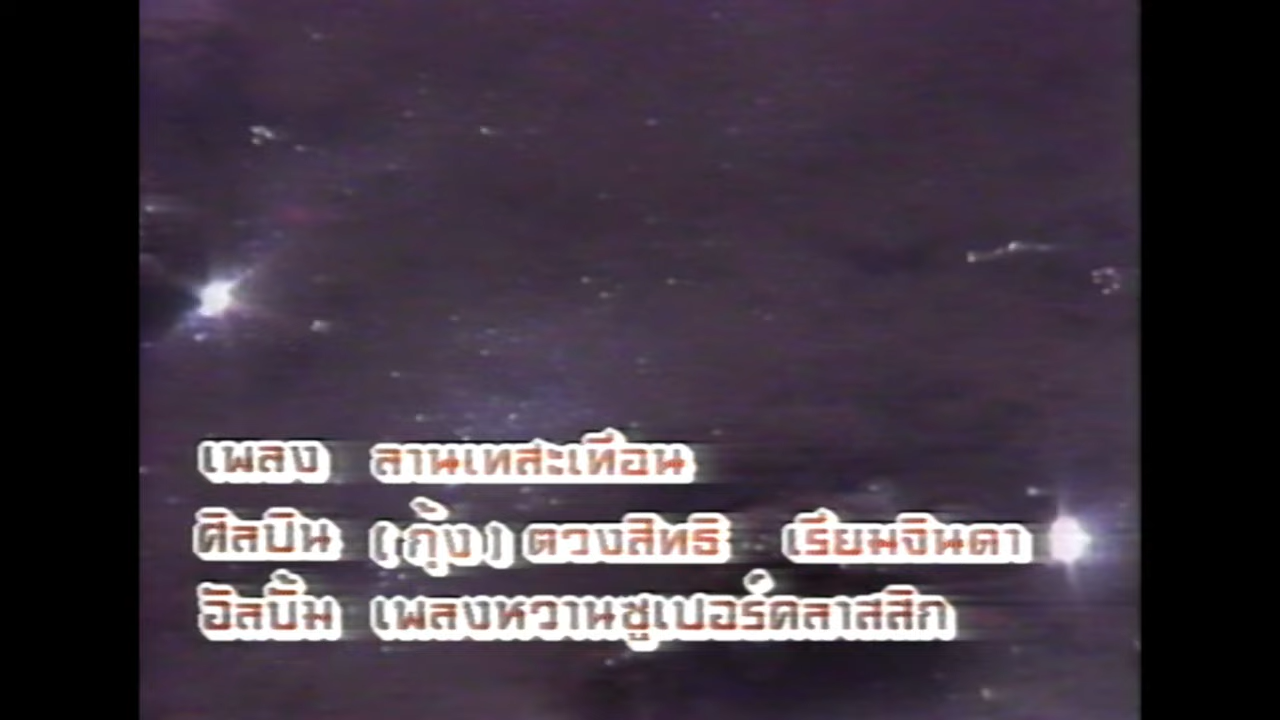 เพลง ลานเทสะเทือน
ศิลปิน (กุ้ง) ตวงสิทธิ เรียมจินดา
อัลบั้ม เพลงหวานซูเปอร์คลาสสิก